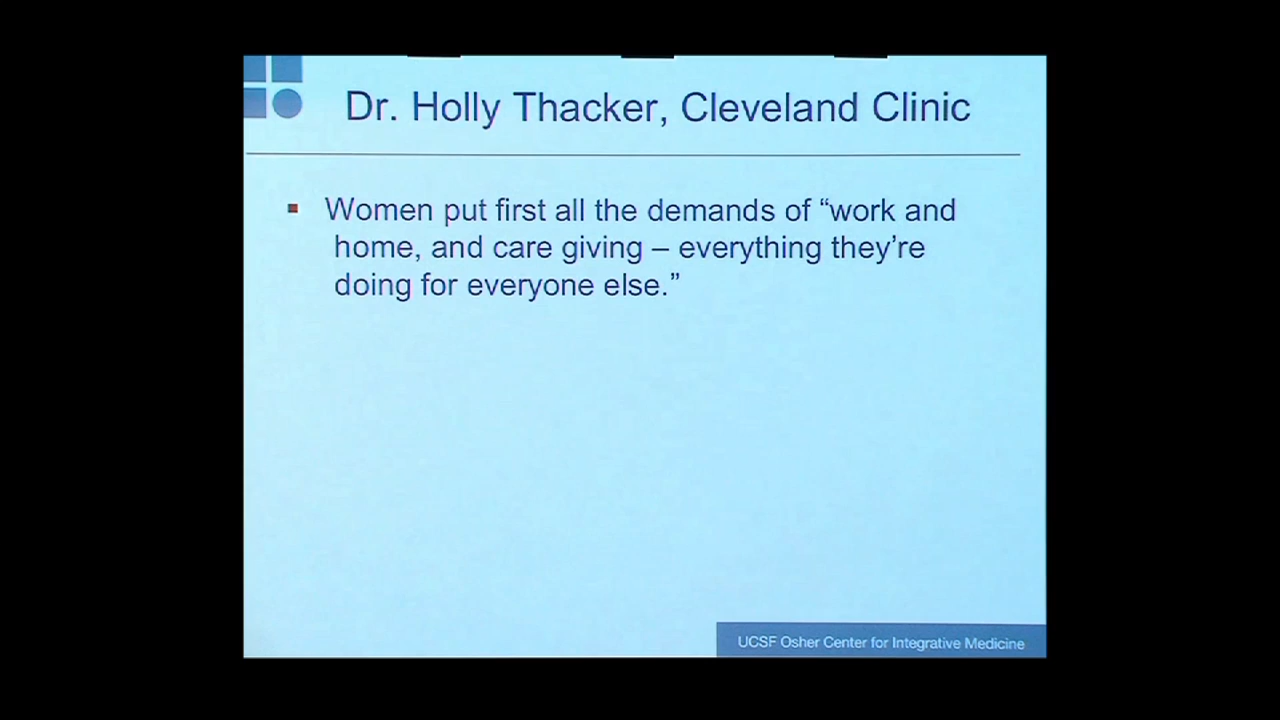 Dr. Holly Thacker, Cleveland Clinic
Women put first all the demands of “work and
home, and care giving – everything they’re
doing for everyone else.”
UCSF Osher Center for Integrative Medicine